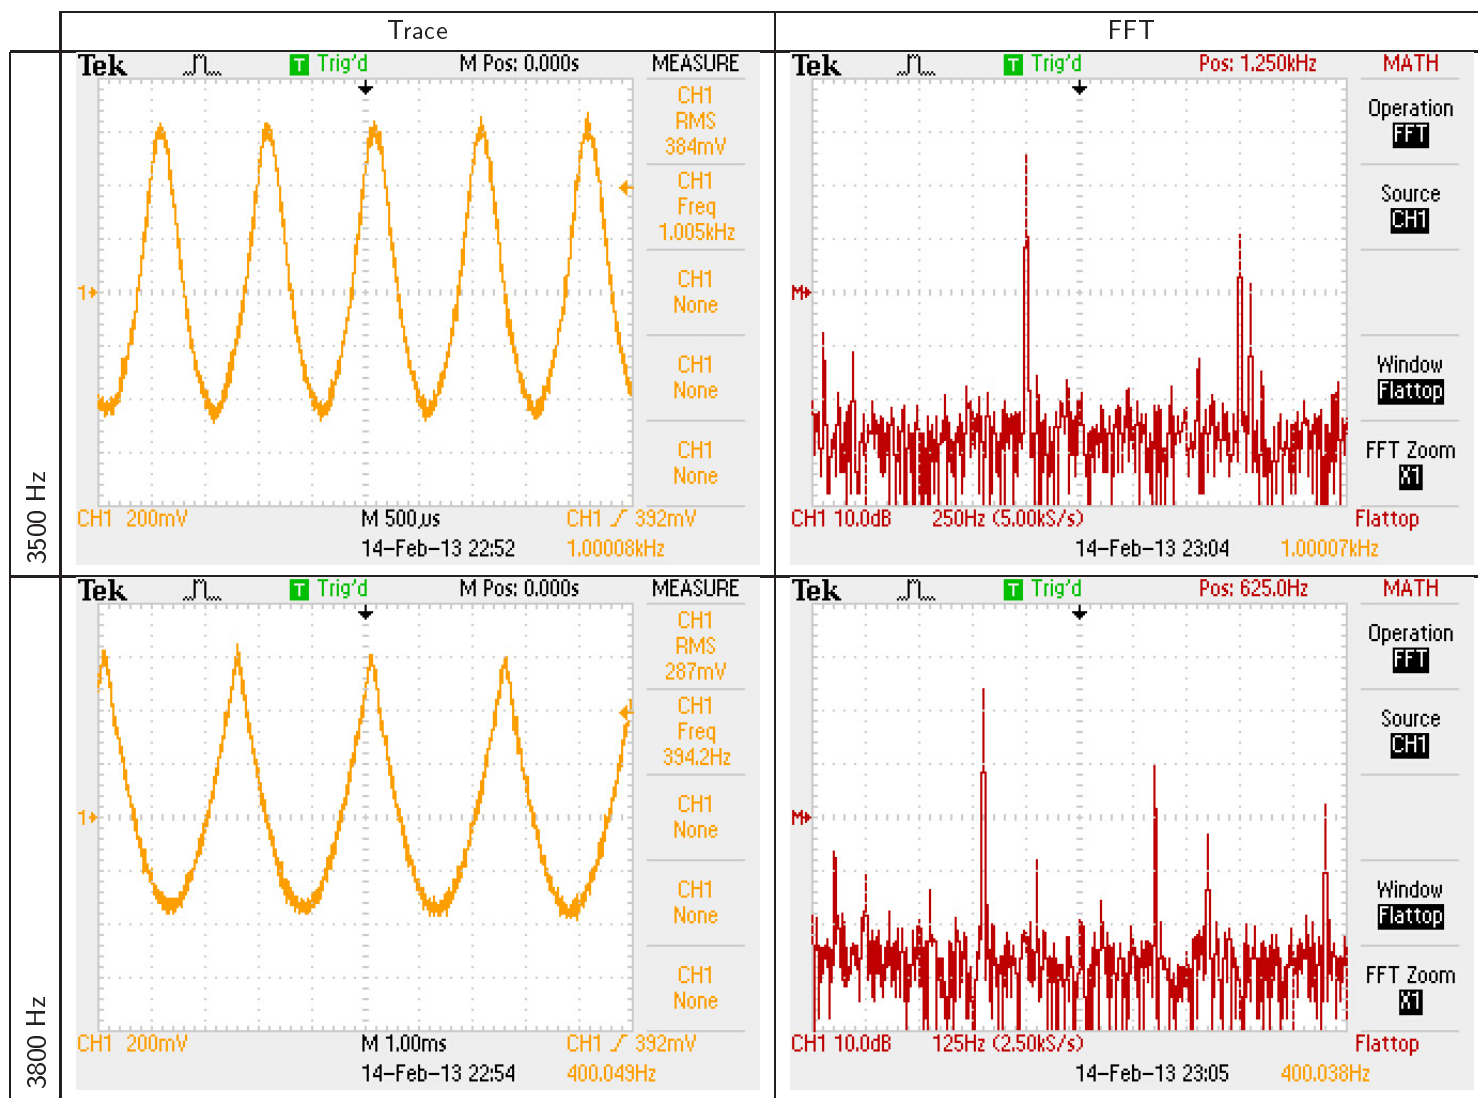 Trace
FFT
3500 Hz
Tek
T Trig'd
M Pos: 0.000s
MEASURE
CH1
RMS
384mV
CH1
Freq
1.005kHz
CH1
None
CH1
None
CH1
None
1
CH1 200mV
M 500µs
CH1 392mV
14-Feb-13 22:52
1.00008kHz
Tek
T Trig'd
Pos: 1.250kHz
MATH
Operation
FFT
Source
CH1
Window
Flattop
FFT Zoom
X1
M
CH1 10.0dB
250Hz (5.00kS/s)
Flattop
14-Feb-13 23:04
1.00007kHz
3800 Hz
Tek
T Trig'd
M Pos: 0.000s
MEASURE
CH1
RMS
287mV
CH1
Freq
394.2Hz
CH1
None
CH1
None
CH1
None
1
CH1 200mV
M 1.00ms
CH1 392mV
14-Feb-13 22:54
400.049Hz
Tek
T Trig'd
Pos: 625.0Hz
MATH
Operation
FFT
Source
CH1
Window
Flattop
FFT Zoom
X1
M
CH1 10.0dB
125Hz (2.50kS/s)
Flattop
14-Feb-13 23:05
400.038Hz